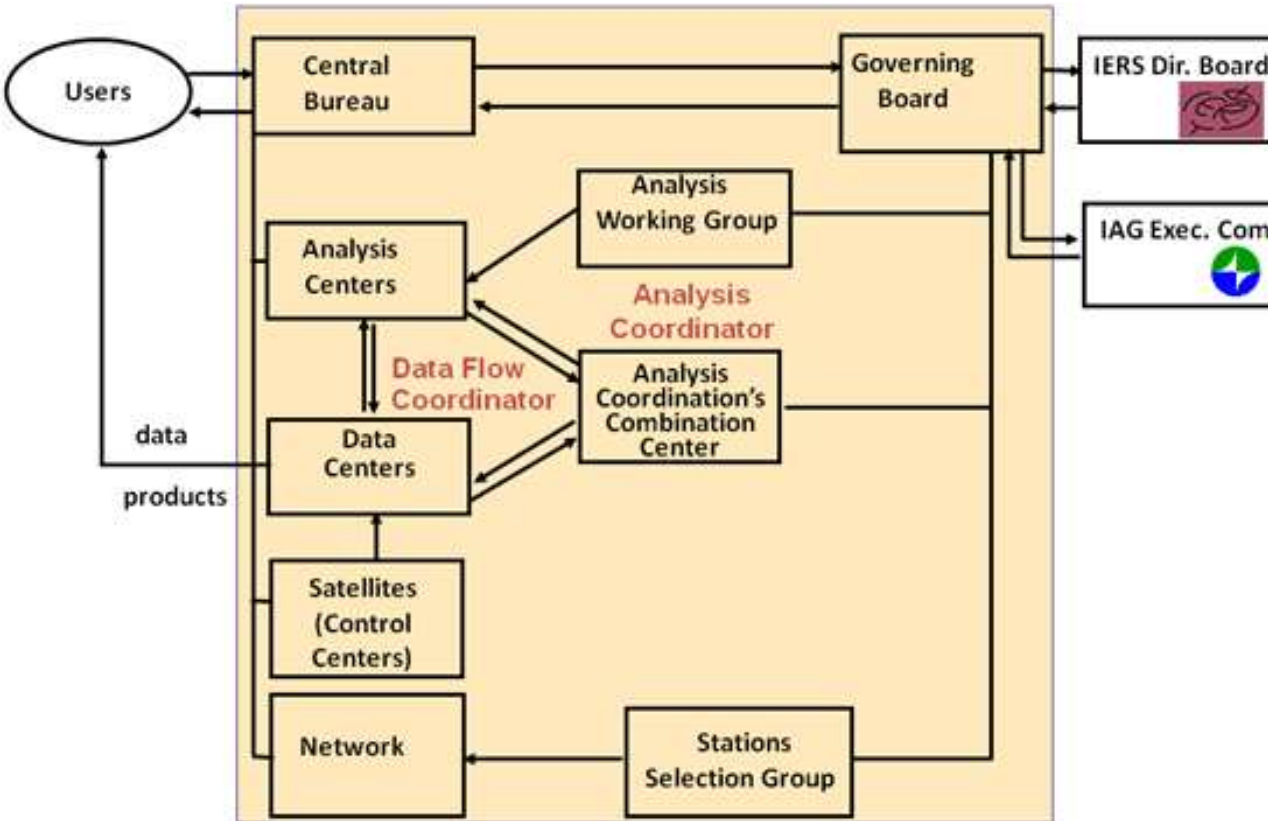 Users
Central
Bureau
Governing
Board
IERS Dir. Board
Analysis
Working Group
IAG Exec. Com
Analysis
Centers
Analysis
Coordinator
Data Flow
Coordinator
Analysis
Coordination's
Combination
Center
data
products
Data
Centers
Satellites
(Control
Centers)
Network
Stations
Selection Group